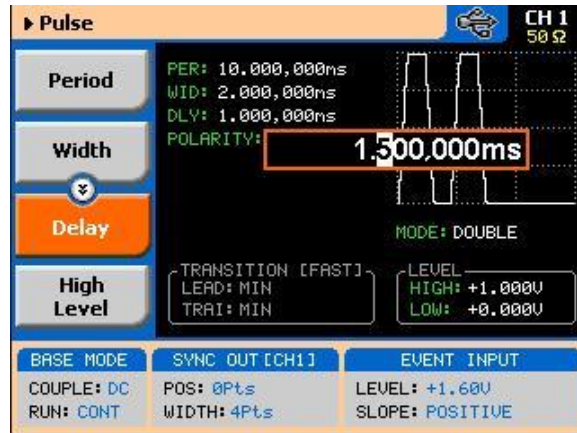 Pulse
CH 1
50 Ω
Period
Width
Delay
High
Level
PER: 10.000,000ms
WID: 2.000,000ms
DLY: 1.000,000ms
POLARITY:
1.500,000ms
MODE: DOUBLE
TRANSITION [FAST]
LEAD: MIN
TRAI: MIN
LEVEL
HIGH: +1.000V
LOW: +0.000V
BASE MODE
COUPLE: DC
RUN: CONT
SYNC OUT [CH1]
POS: 0Pts
WIDTH: 4Pts
EVENT INPUT
LEVEL: +1.60V
SLOPE: POSITIVE